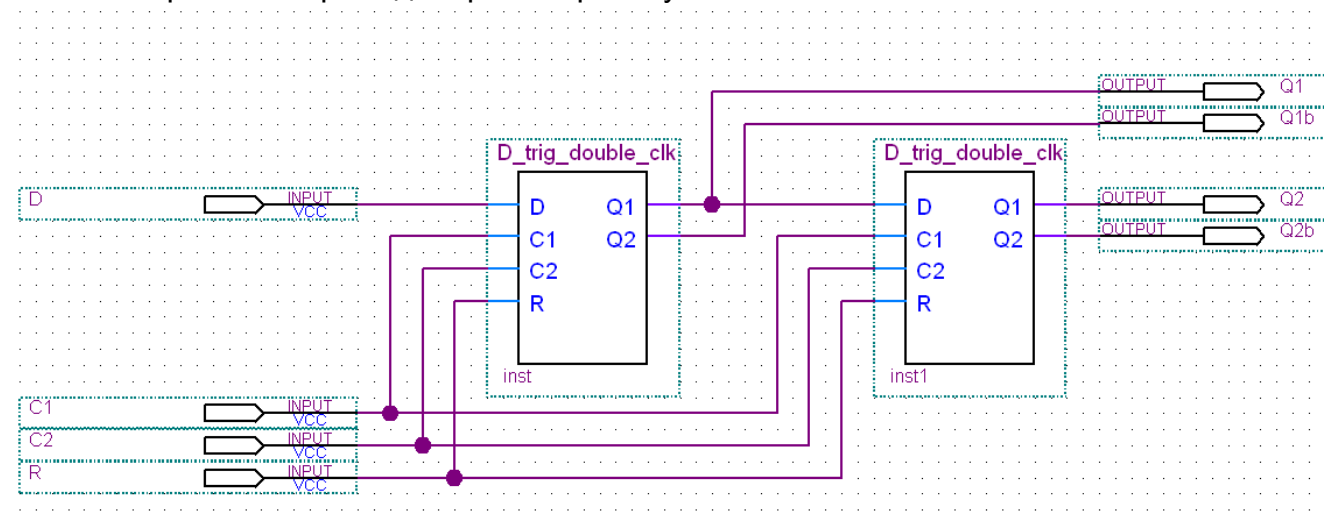 OUTPUT Q1
OUTPUT Q1b
D_trig_double_clk D_trig_double_clk
D INPUT VCC D Q1 D Q1 OUTPUT Q2
C1 Q2 C1 Q2 OUTPUT Q2b
C2 C2
R R
inst inst1
C1 INPUT VCC
C2 INPUT VCC
R INPUT VCC